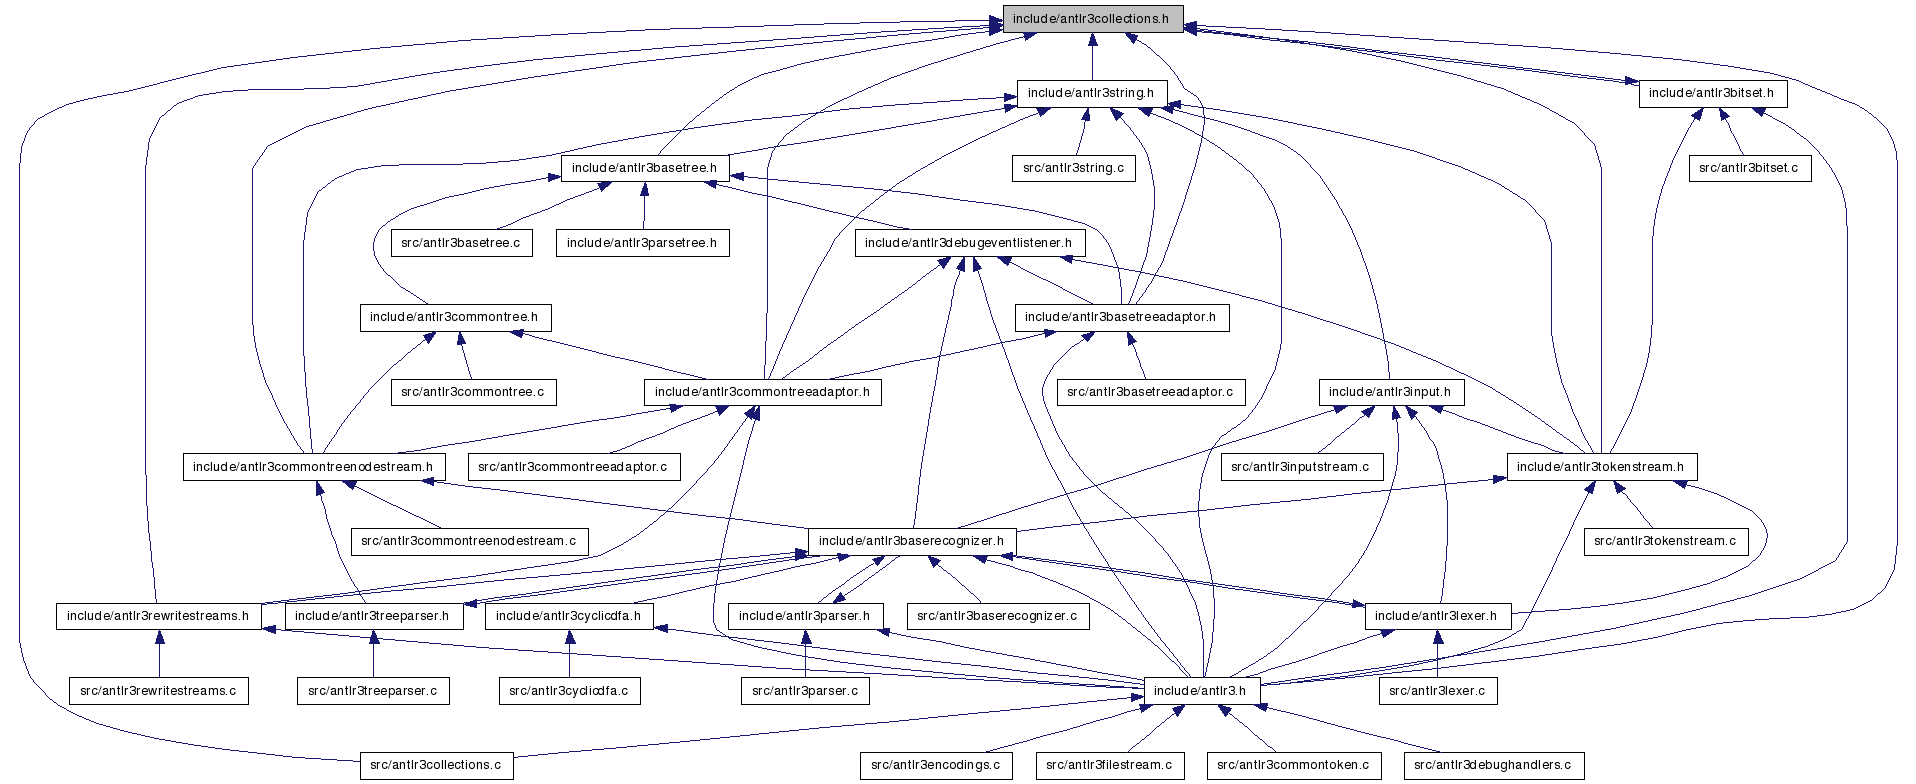 include/antlr3collections.h
include/antlr3string.h
include/antlr3bitset.h
include/antlr3basetree.h
src/antlr3string.c
src/antlr3bitset.c
src/antlr3basetree.c
include/antlr3parsetree.h
include/antlr3debugeventlistener.h
include/antlr3commontree.h
include/antlr3basetreeadaptor.h
src/antlr3commontree.c
include/antlr3commontreeadaptor.h
src/antlr3basetreeadaptor.c
include/antlr3input.h
include/antlr3commontreenodestream.h
src/antlr3commontreeadaptor.c
src/antlr3inputstream.c
include/antlr3tokenstream.h
src/antlr3commontreenodestream.c
include/antlr3baserecognizer.h
src/antlr3tokenstream.c
include/antlr3rewritestreams.h
include/antlr3treeparser.h
include/antlr3cyclicdfa.h
include/antlr3parser.h
src/antlr3baserecognizer.c
include/antlr3lexer.h
src/antlr3rewritestreams.c
src/antlr3treeparser.c
src/antlr3cyclicdfa.c
src/antlr3parser.c
include/antlr3.h
src/antlr3lexer.c
src/antlr3collections.c
src/antlr3encodings.c
src/antlr3filestream.c
src/antlr3commontoken.c
src/antlr3debughandlers.c